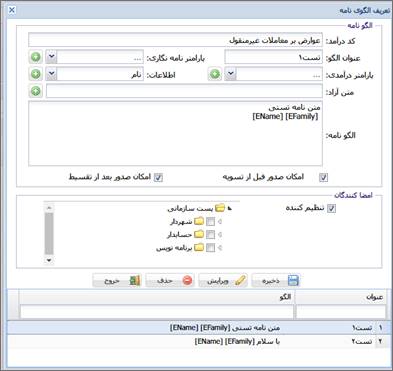 تعریف الگوی نامه
الگو نامه
کد درآمد: عوارض بر معاملات غیرمنقول
عنوان الگو: تست۱ پارامتر نامه نگاری: ...
پارامتر درآمدی: ... اطلاعات: نام
متن آزاد:
الگو نامه: متن نامه تستی
[EName] [EFamily]
امکان صدور قبل از تسویه امکان صدور بعد از تقسیط
امضا کنندگان
تنظیم کننده
پست سازمانی
شهردار
حسابدار
برنامه نویس
ذخیره ویرایش حذف خروج
عنوان الگو
۱ تست۱ متن نامه تستی [EName] [EFamily]
۲ تست۲ با سلام [EName] [EFamily]